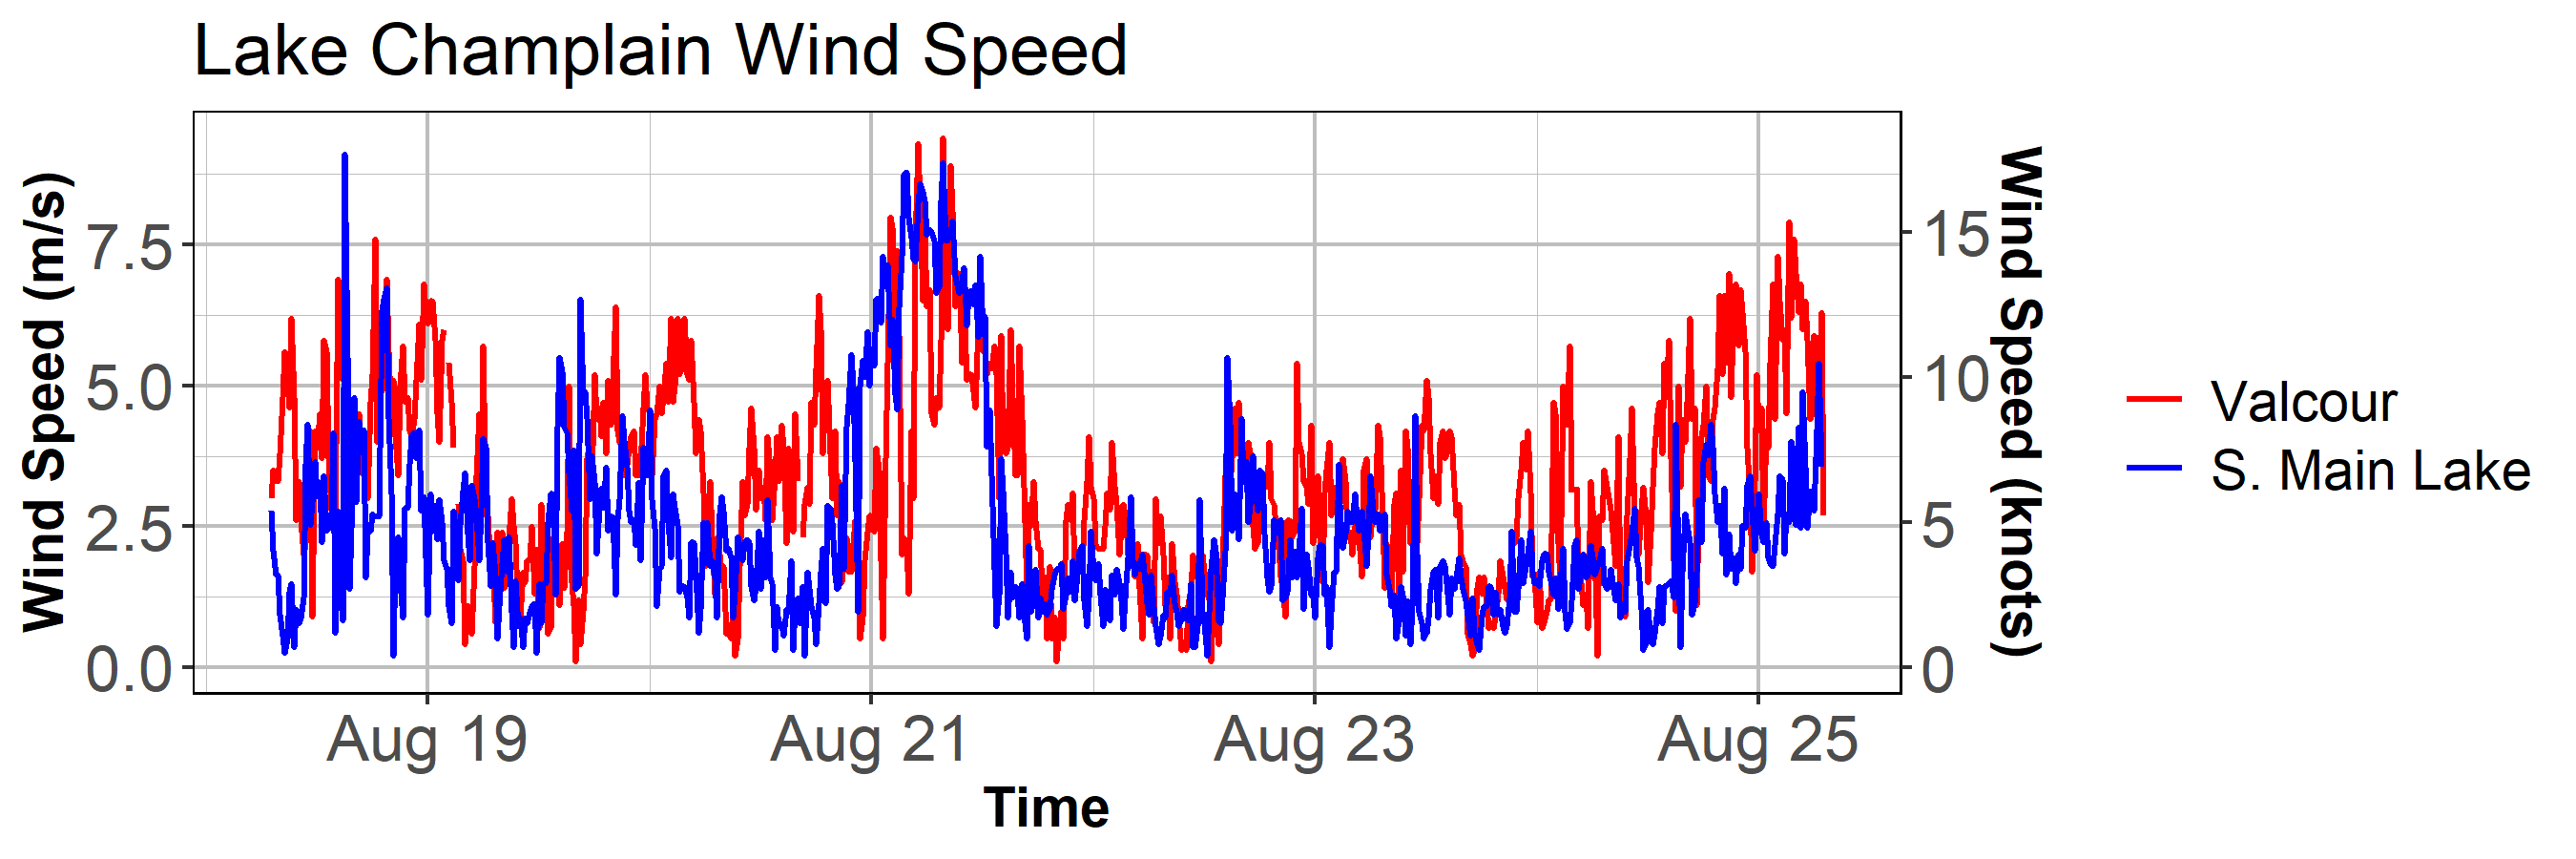 Lake Champlain Wind Speed
Wind Speed (m/s)
7.5
5.0
2.5
0.0
Aug 19
Aug 21
Aug 23
Aug 25
Time
15
10
5
0
Wind Speed (knots)
Valcour
S. Main Lake